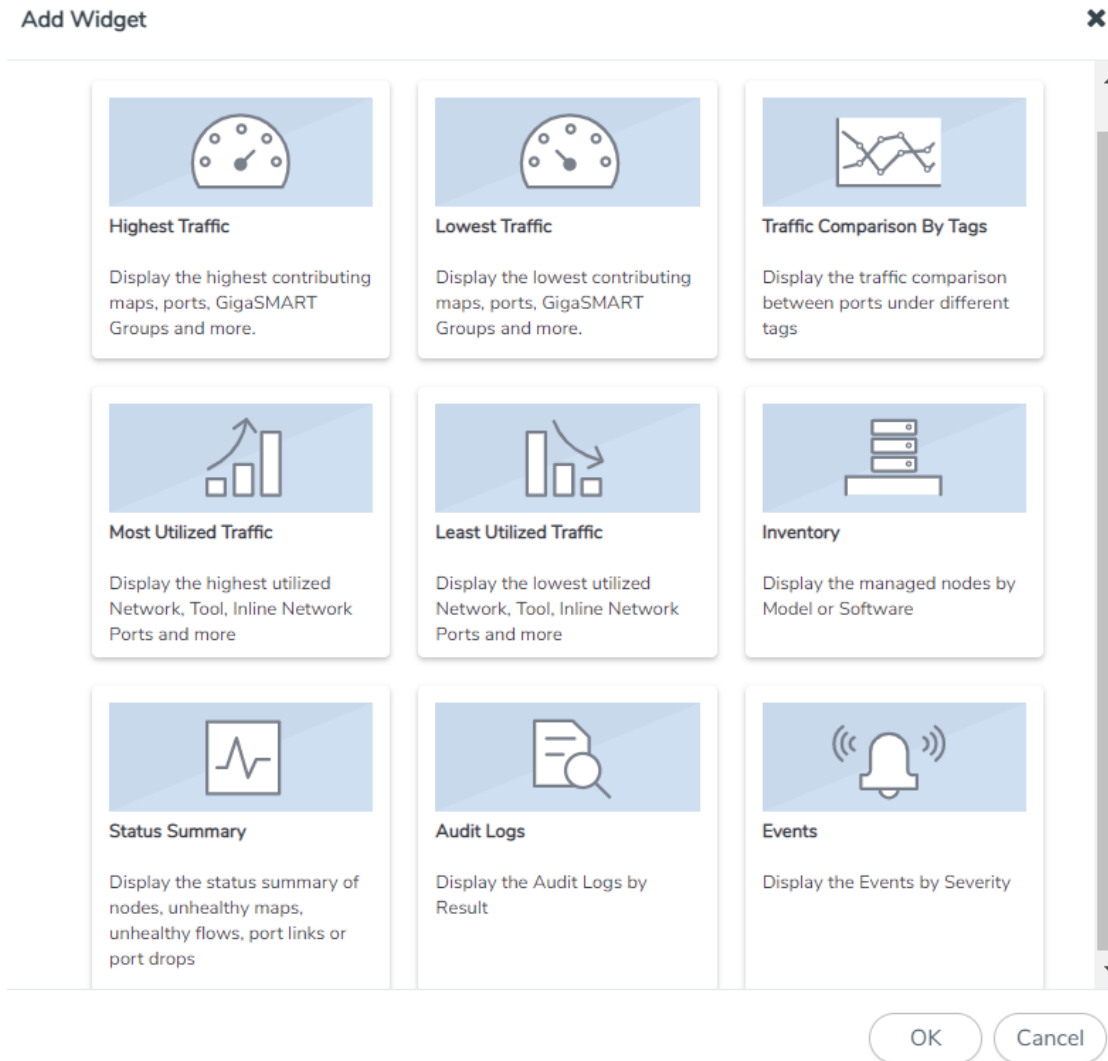 Add Widget
Highest Traffic
Display the highest contributing
maps, ports, GigaSMART
Groups and more.
Lowest Traffic
Display the lowest contributing
maps, ports, GigaSMART
Groups and more.
Traffic Comparison By Tags
Display the traffic comparison
between ports under different
tags
Most Utilized Traffic
Display the highest utilized
Network, Tool, Inline Network
Ports and more
Least Utilized Traffic
Display the lowest utilized
Network, Tool, Inline Network
Ports and more
Inventory
Display the managed nodes by
Model or Software
Status Summary
Display the status summary of
nodes, unhealthy maps,
unhealthy flows, port links or
port drops
Audit Logs
Display the Audit Logs by
Result
Events
Display the Events by Severity
OK
Cancel